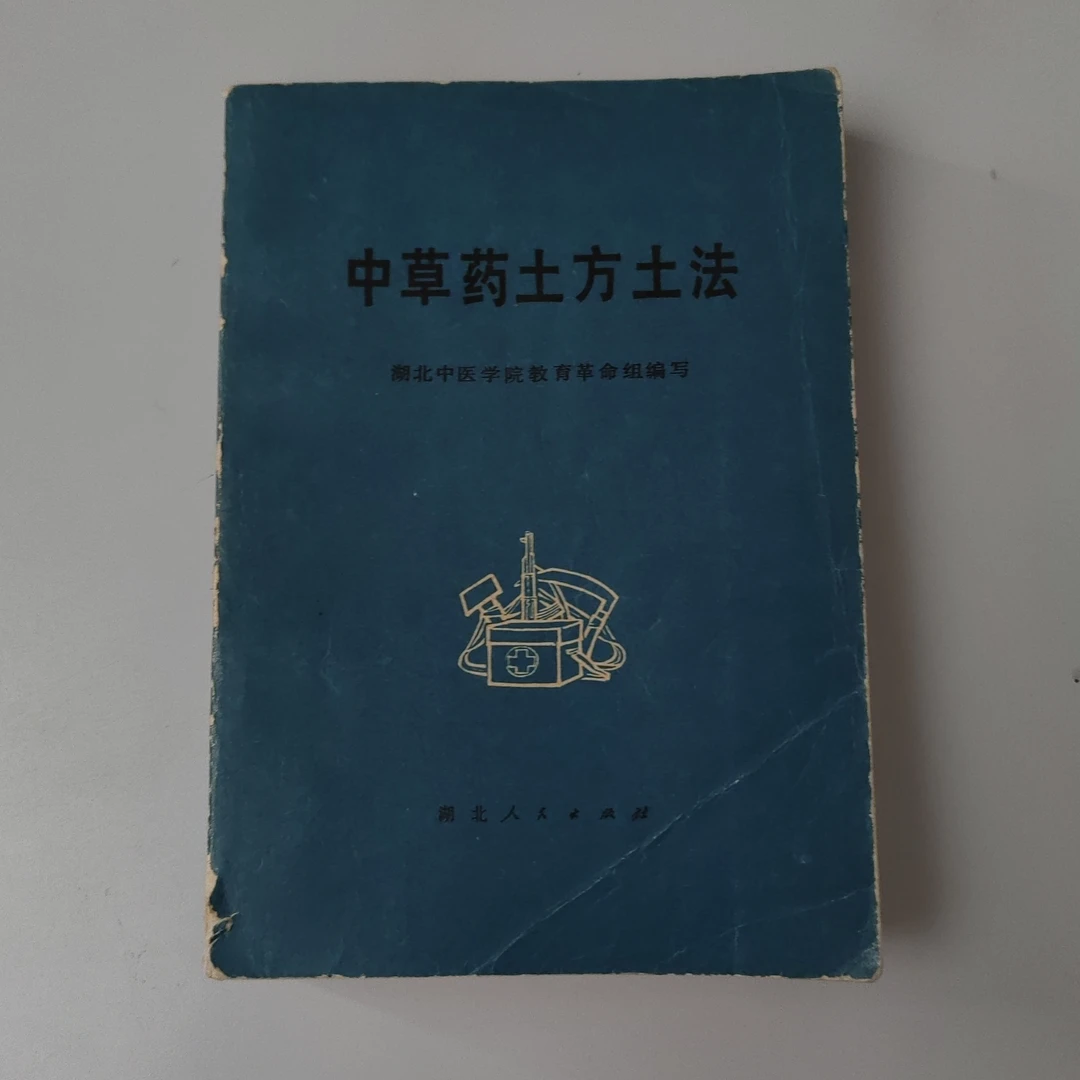 中草药土方土法
湖北中医学院教育革命组编写
湖北人民出版社